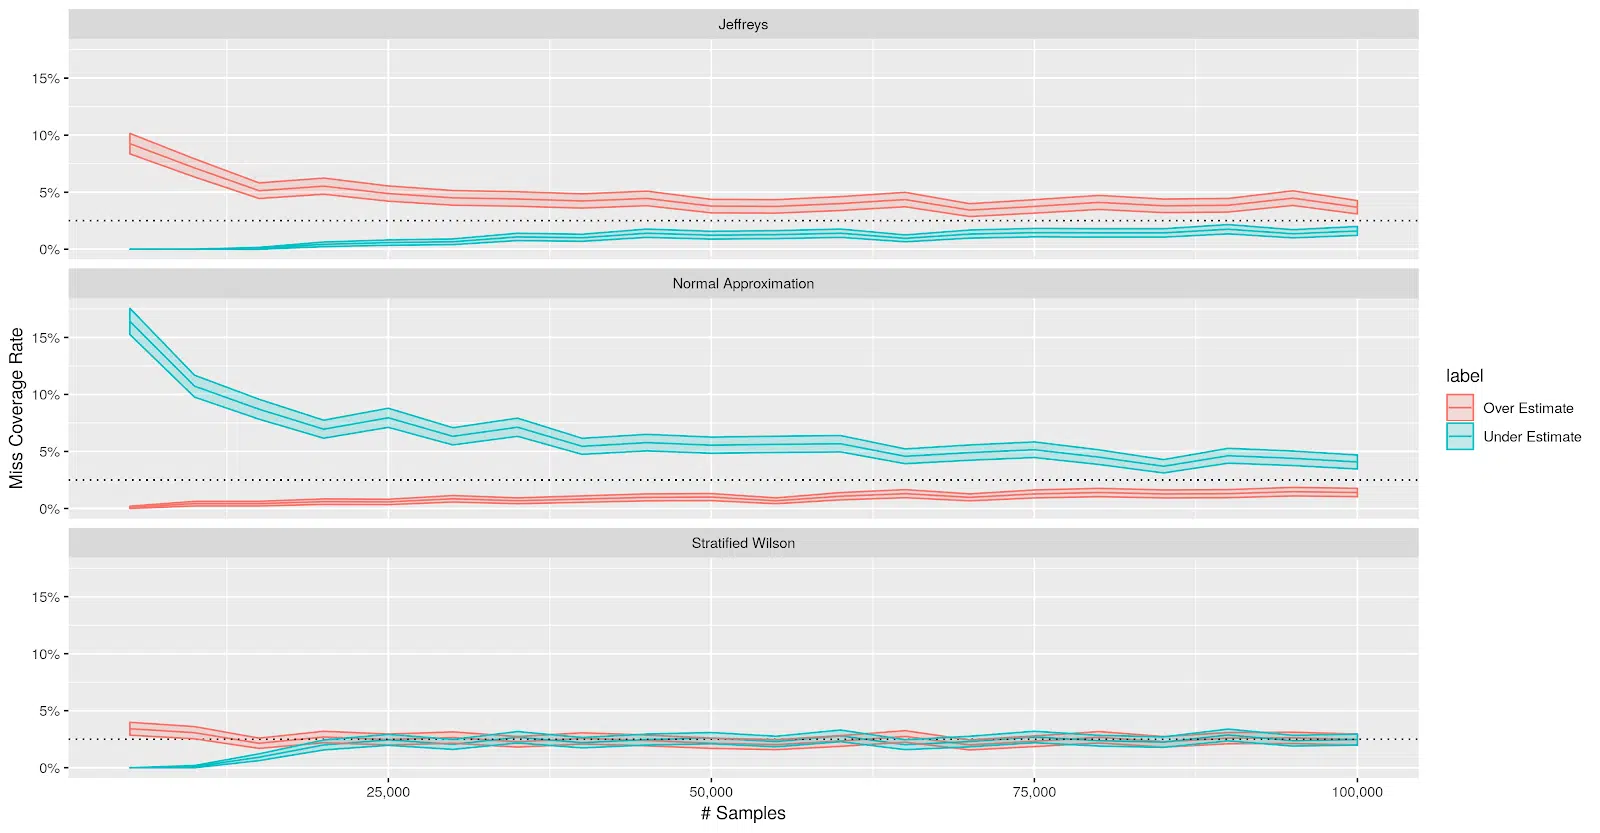 Jeffreys
15%
10%
5%
0%
Normal Approximation
15%
10%
5%
0%
Stratified Wilson
15%
10%
5%
0%
25,000 50,000 75,000 100,000
# Samples
Miss Coverage Rate
label
Over Estimate
Under Estimate